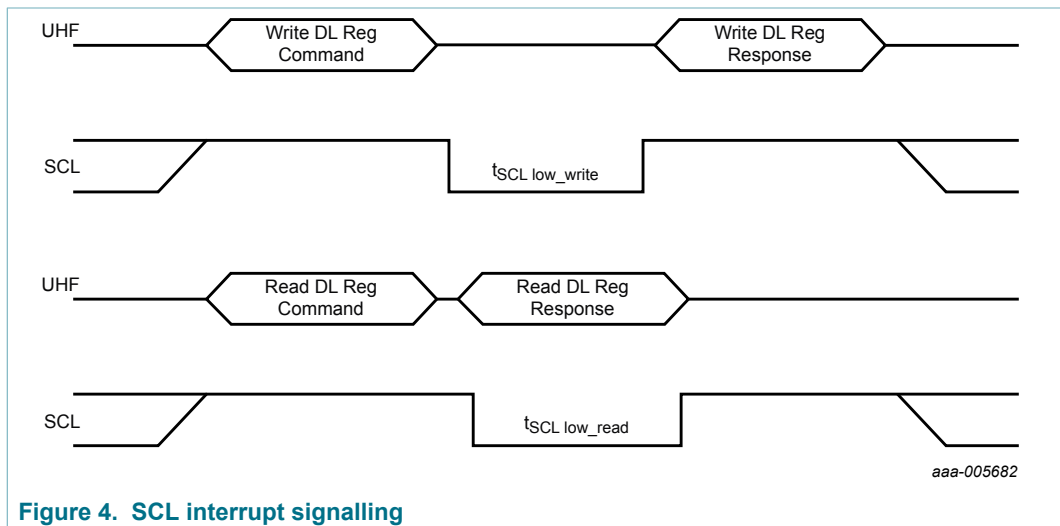 UHF
Write DL Reg
Command
Write DL Reg
Response
SCL
tSCL low_write
UHF
Read DL Reg
Command
Read DL Reg
Response
SCL
tSCL low_read
aaa-005682
Figure 4. SCL interrupt signalling